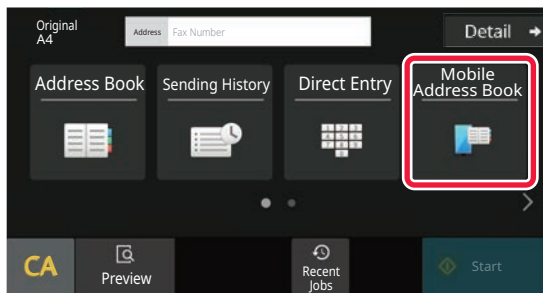 Original
A4
Address Fax Number
Detail
Address Book
Sending History
Direct Entry
Mobile
Address Book
CA
Preview
Recent
Jobs
Start